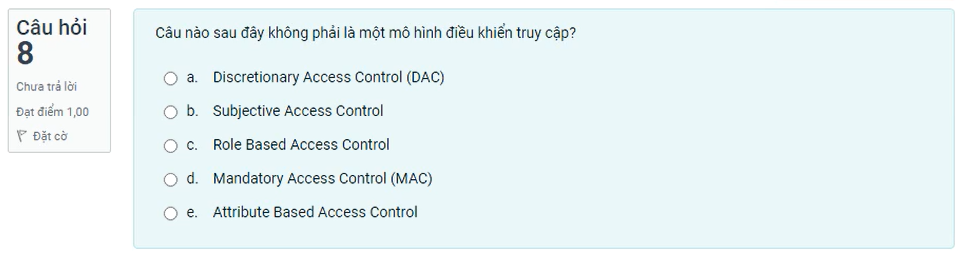 Câu hỏi
8
Chưa trả lời
Đạt điểm 1,00
Đặt cờ
Câu nào sau đây không phải là một mô hình điều khiển truy cập?
a. Discretionary Access Control (DAC)
b. Subjective Access Control
c. Role Based Access Control
d. Mandatory Access Control (MAC)
e. Attribute Based Access Control